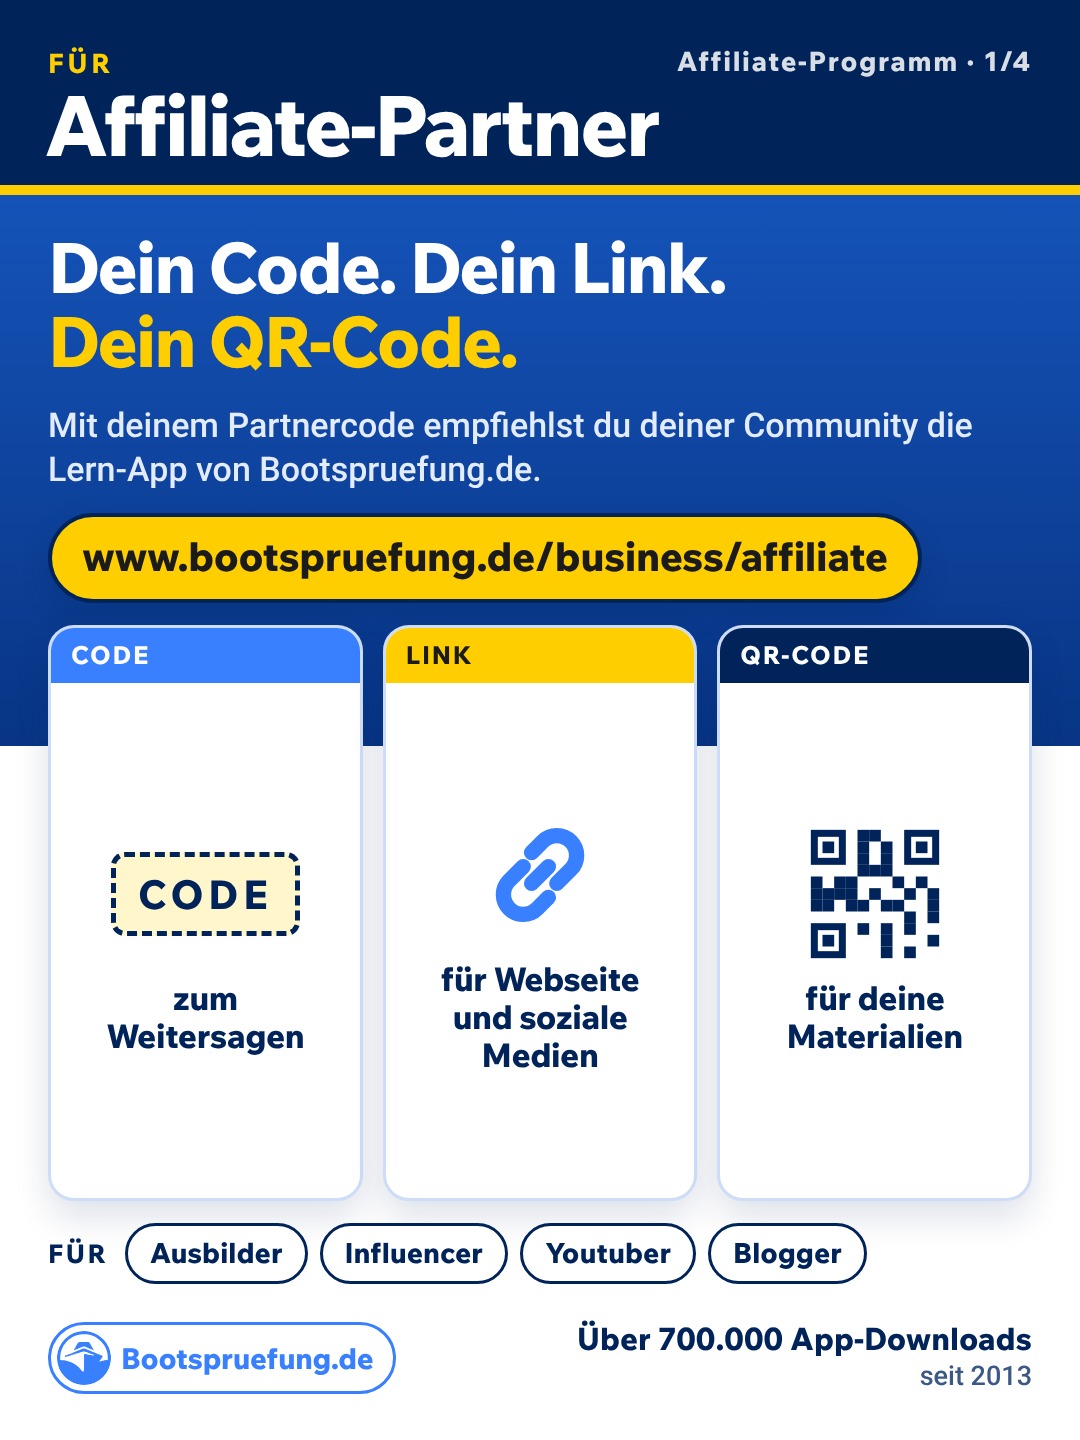 FÜR
Affiliate-Programm · 1/4
Affiliate-Partner
Dein Code. Dein Link.
Dein QR-Code.
Mit deinem Partnercode empfiehlst du deiner Community die
Lern-App von Bootspruefung.de.
www.bootspruefung.de/business/affiliate
CODE
CODE
zum
Weitersagen
LINK
für Webseite
und soziale
Medien
QR-CODE
für deine
Materialien
FÜR
Ausbilder
Influencer
Youtuber
Blogger
Bootspruefung.de
Über 700.000 App-Downloads
seit 2013